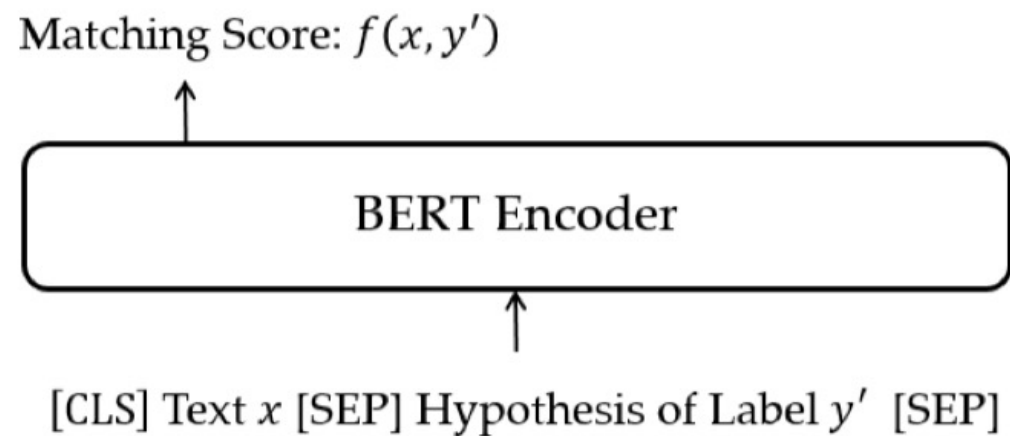 Matching Score: f(x, y′)
BERT Encoder
[CLS] Text x [SEP] Hypothesis of Label y′ [SEP]